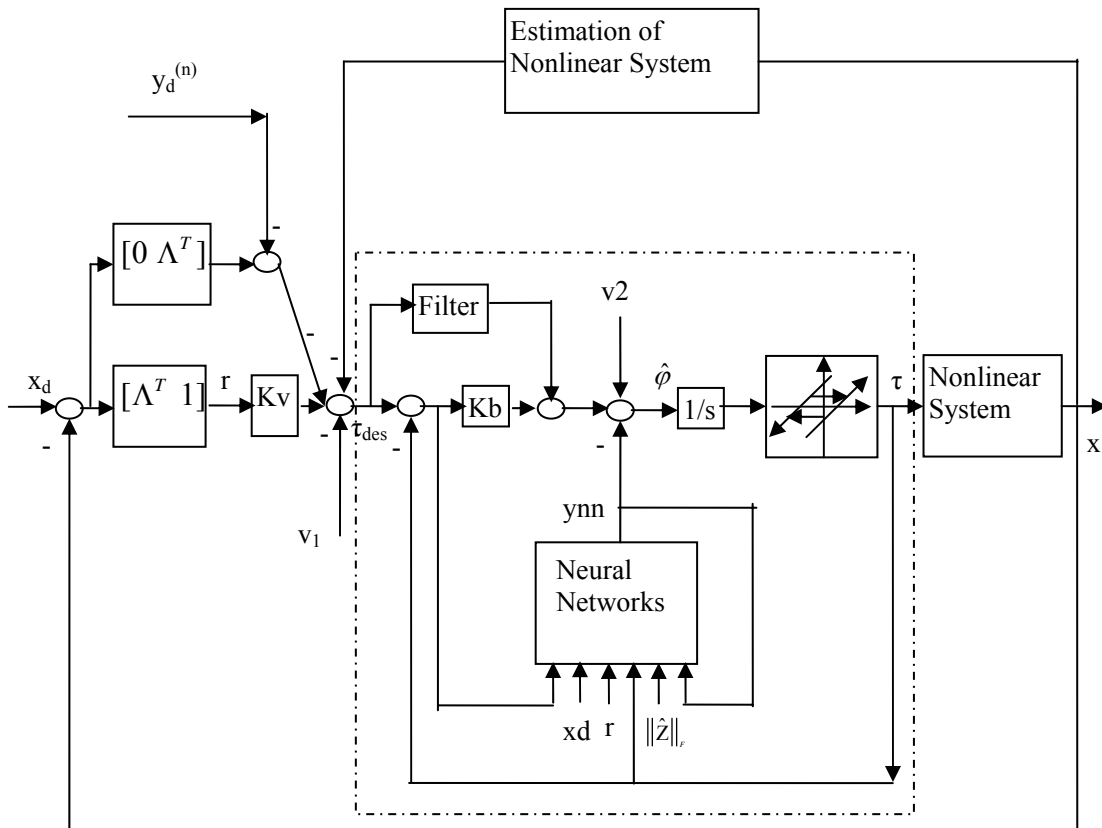 Estimation of
Nonlinear System
y_d^(n)
-
[0 Λ^T]
-
-
v2
Filter
φ̂
τ
Nonlinear
System
x_d
[Λ^T 1]
r
Kv
Kb
1/s
-
-
τ_des
-
-
x
v_1
ynn
Neural
Networks
xd
r
‖Ẑ‖_F